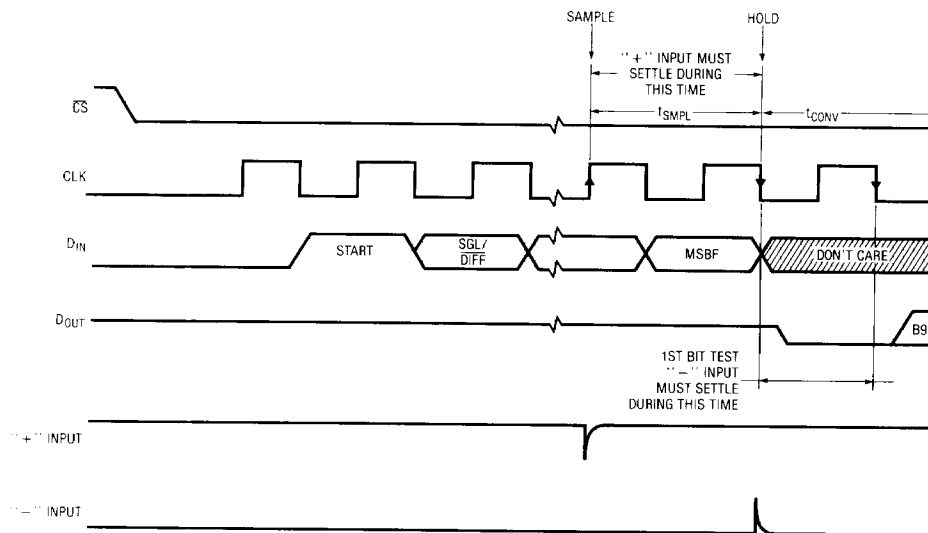 SAMPLE
HOLD
"+" INPUT MUST
SETTLE DURING
THIS TIME
CS
tSMPL
tCONV
CLK
DIN
START
SGL/
DIFF
MSBF
DON'T CARE
DOUT
B9
1ST BIT TEST
"−" INPUT
MUST SETTLE
DURING THIS TIME
"+" INPUT
"−" INPUT